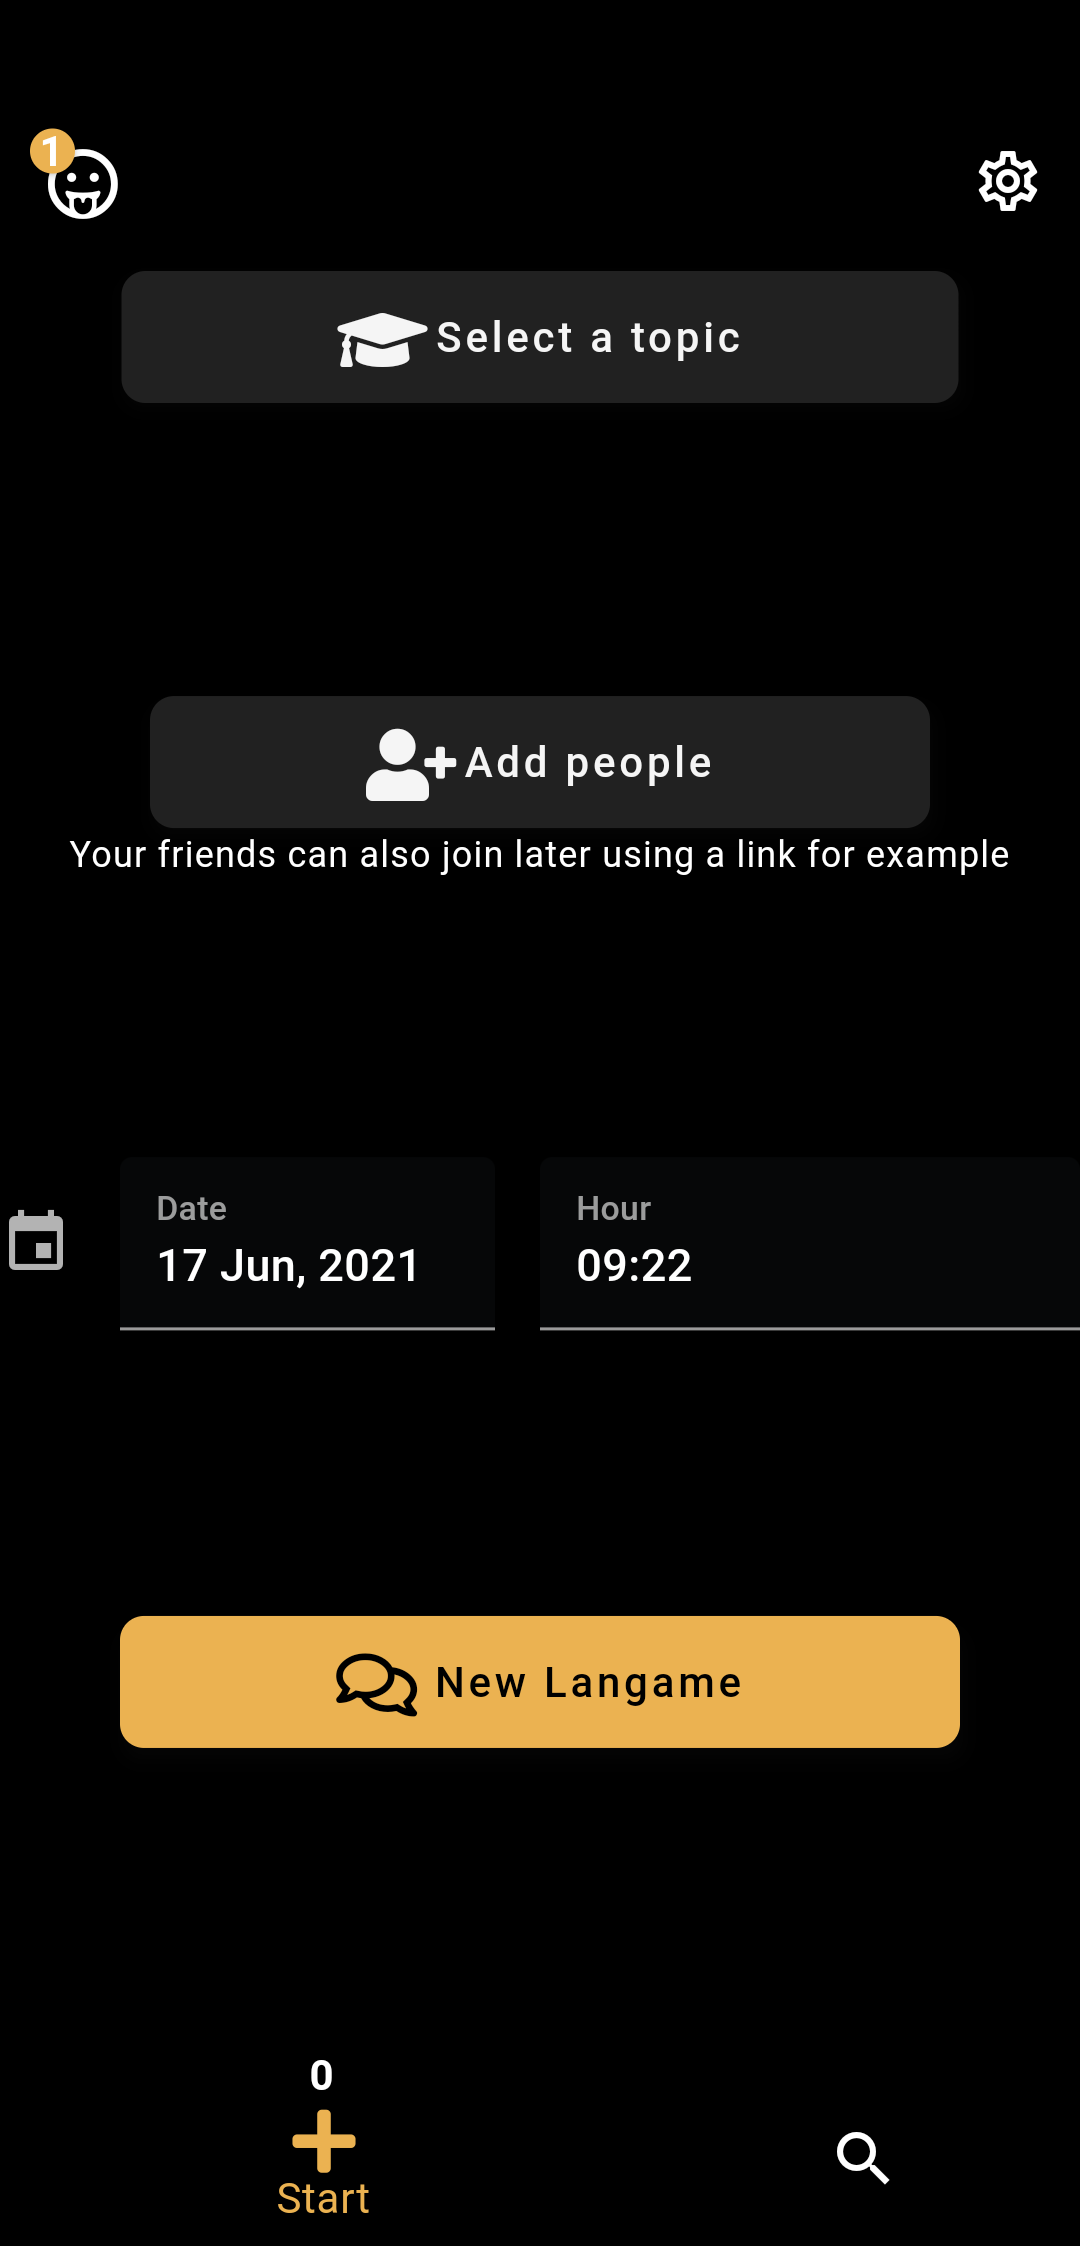 1
Select a topic
Add people
Your friends can also join later using a link for example
Date
17 Jun, 2021
Hour
09:22
New Langame
0
Start